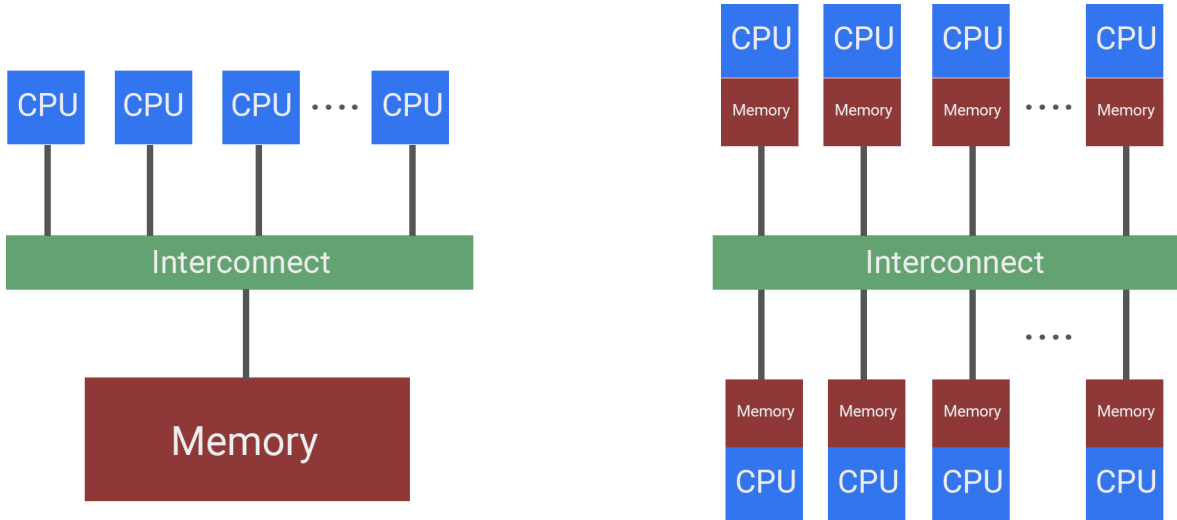 CPU CPU CPU CPU
CPU CPU CPU .... CPU
Memory Memory Memory .... Memory
Interconnect
Memory
Interconnect
....
Memory Memory Memory Memory
CPU CPU CPU CPU